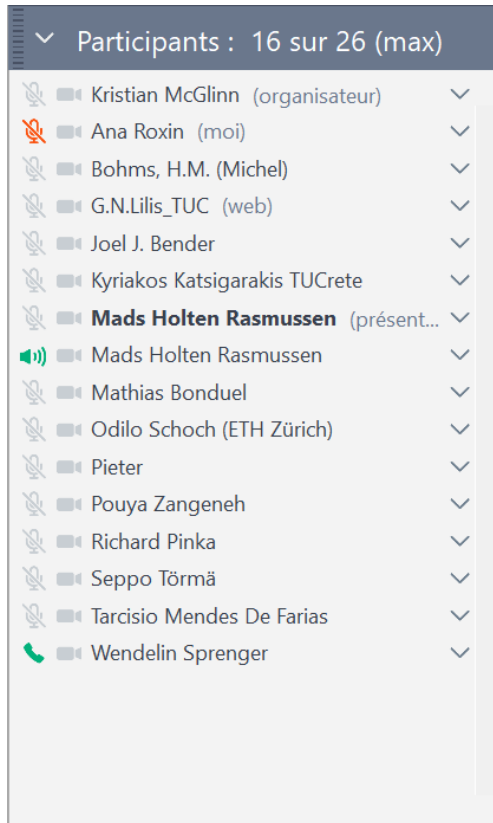 Participants : 16 sur 26 (max)
Kristian McGlinn (organisateur)
Ana Roxin (moi)
Bohms, H.M. (Michel)
G.N.Lilis_TUC (web)
Joel J. Bender
Kyriakos Katsigarakis TUCrete
Mads Holten Rasmussen (présent...
Mads Holten Rasmussen
Mathias Bonduel
Odilo Schoch (ETH Zürich)
Pieter
Pouya Zangeneh
Richard Pinka
Seppo Törmä
Tarcisio Mendes De Farias
Wendelin Sprenger